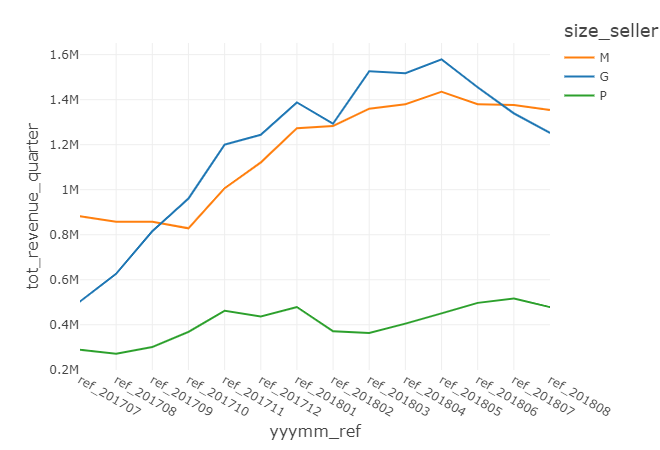 size_seller
M
G
P
tot_revenue_quarter
1.6M
1.4M
1.2M
1M
0.8M
0.6M
0.4M
0.2M
ref_201707
ref_201708
ref_201709
ref_201710
ref_201711
ref_201712
ref_201801
ref_201802
ref_201803
ref_201804
ref_201805
ref_201806
ref_201807
ref_201808
yyymm_ref